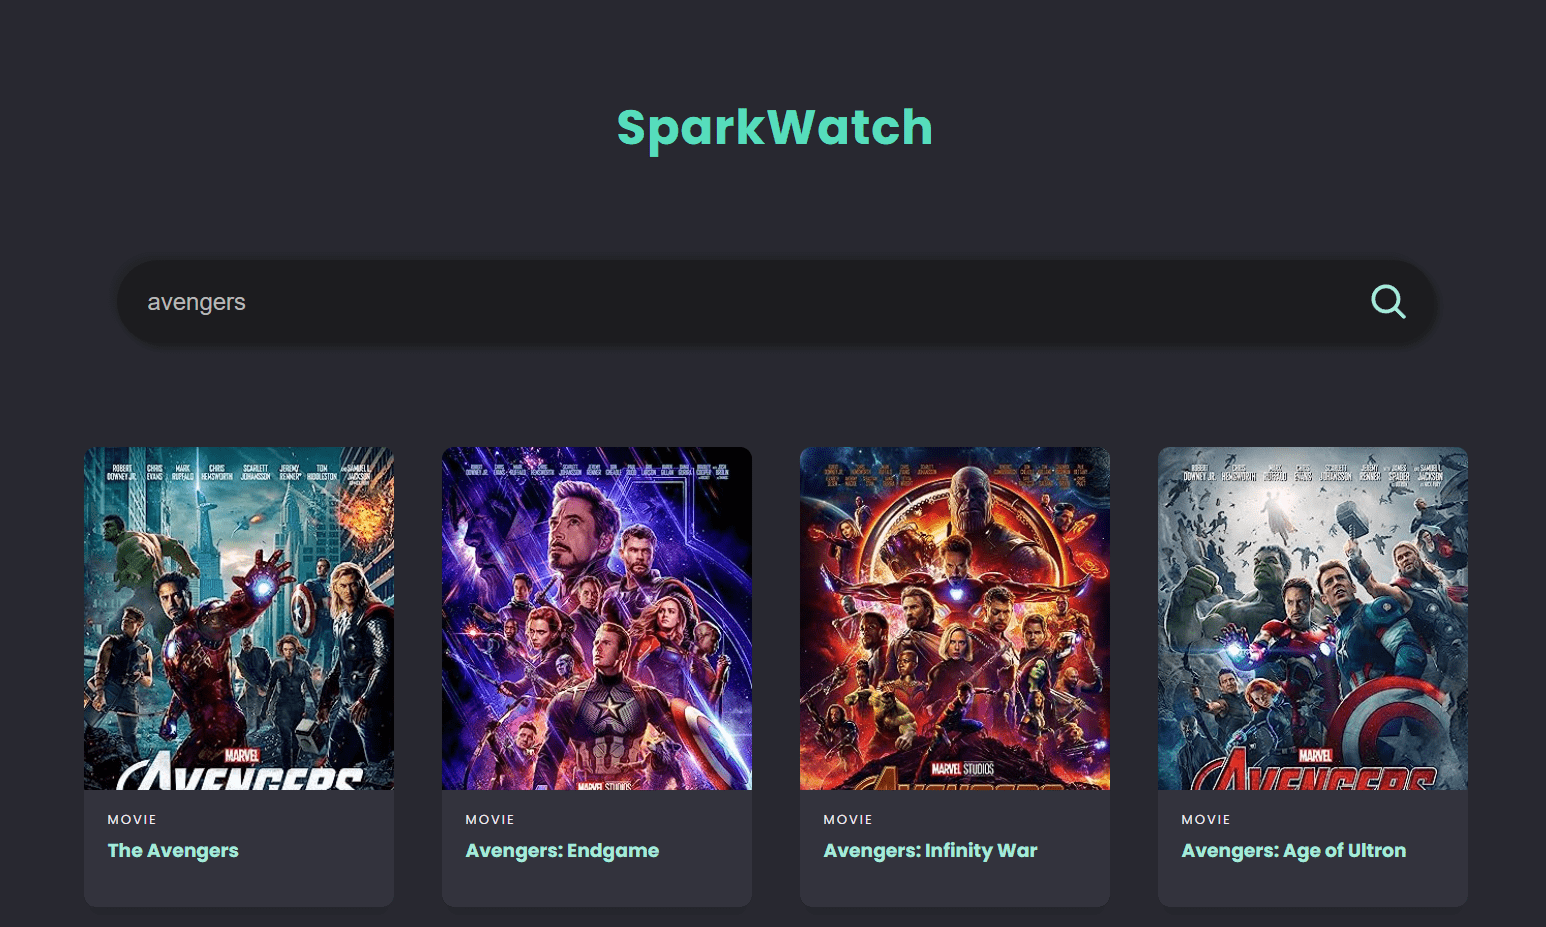 SparkWatch
avengers
ROBERT DOWNEY JR. CHRIS EVANS MARK RUFFALO CHRIS HEMSWORTH SCARLETT JOHANSSON JEREMY RENNER TOM HIDDLESTON AND SAMUEL L. JACKSON
MARVEL
AVENGERS
MOVIE
The Avengers
MARVEL STUDIOS
MOVIE
Avengers: Endgame
MARVEL STUDIOS
AVENGERS
MOVIE
Avengers: Infinity War
ROBERT DOWNEY JR. CHRIS HEMSWORTH MARK RUFFALO CHRIS EVANS SCARLETT JOHANSSON JEREMY RENNER WITH JAMES SPADER AND SAMUEL L. JACKSON
MARVEL
AVENGERS
MOVIE
Avengers: Age of Ultron